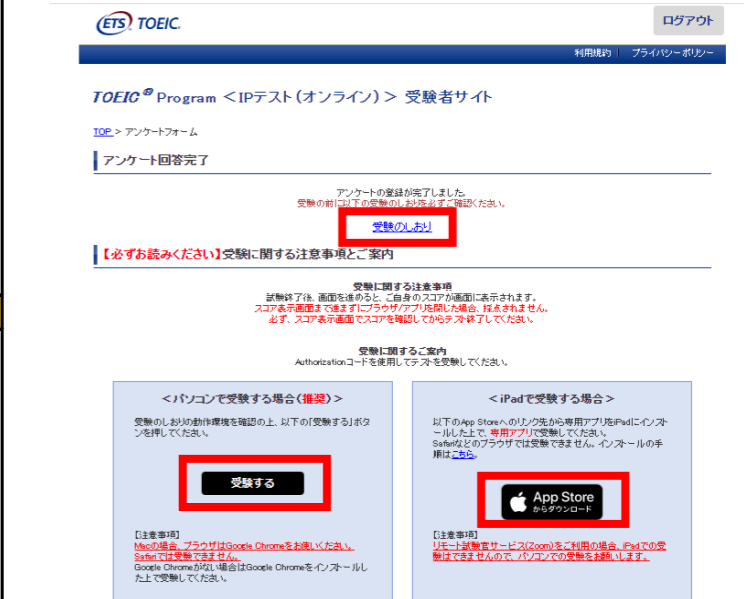 ETS TOEIC.
ログアウト
利用規約 | プライバシーポリシー
TOEIC® Program ＜IPテスト(オンライン)＞ 受験者サイト
TOP > アンケートフォーム
アンケート回答完了
アンケートの登録が完了しました。
受験の前に以下の受験のしおりを必ずご確認ください。
受験のしおり
【必ずお読みください】受験に関する注意事項とご案内
受験に関する注意事項
試験終了後、画面を進めると、ご自身のスコアが画面に表示されます。
スコア表示画面まで進まずにブラウザ/アプリを閉じた場合、採点されません。
必ず、スコア表示画面でスコアを確認してからテスト終了してください。
受験に関するご案内
Authorizationコードを使用してテストを受験してください。
＜パソコンで受験する場合(推奨)＞
受験のしおりの動作環境を確認の上、以下の「受験する」ボタ
ンを押してください。
受験する
【注意事項】
Macの場合、ブラウザはGoogle Chromeをお使いください。
Safariでは受験できません。
Google Chromeがない場合はGoogle Chromeをインストールし
た上で受験してください。
＜iPadで受験する場合＞
以下のApp Storeへのリンク先から専用アプリをiPadにインスト
ールした上で、専用アプリで受験してください。
Safariなどのブラウザでは受験できません。インストールの手
順はこちら。
App Store
からダウンロード
【注意事項】
リモート試験官サービス(Zoom)をご利用の場合、iPadでの受
験はできませんので、パソコンでの受験をお願いします。